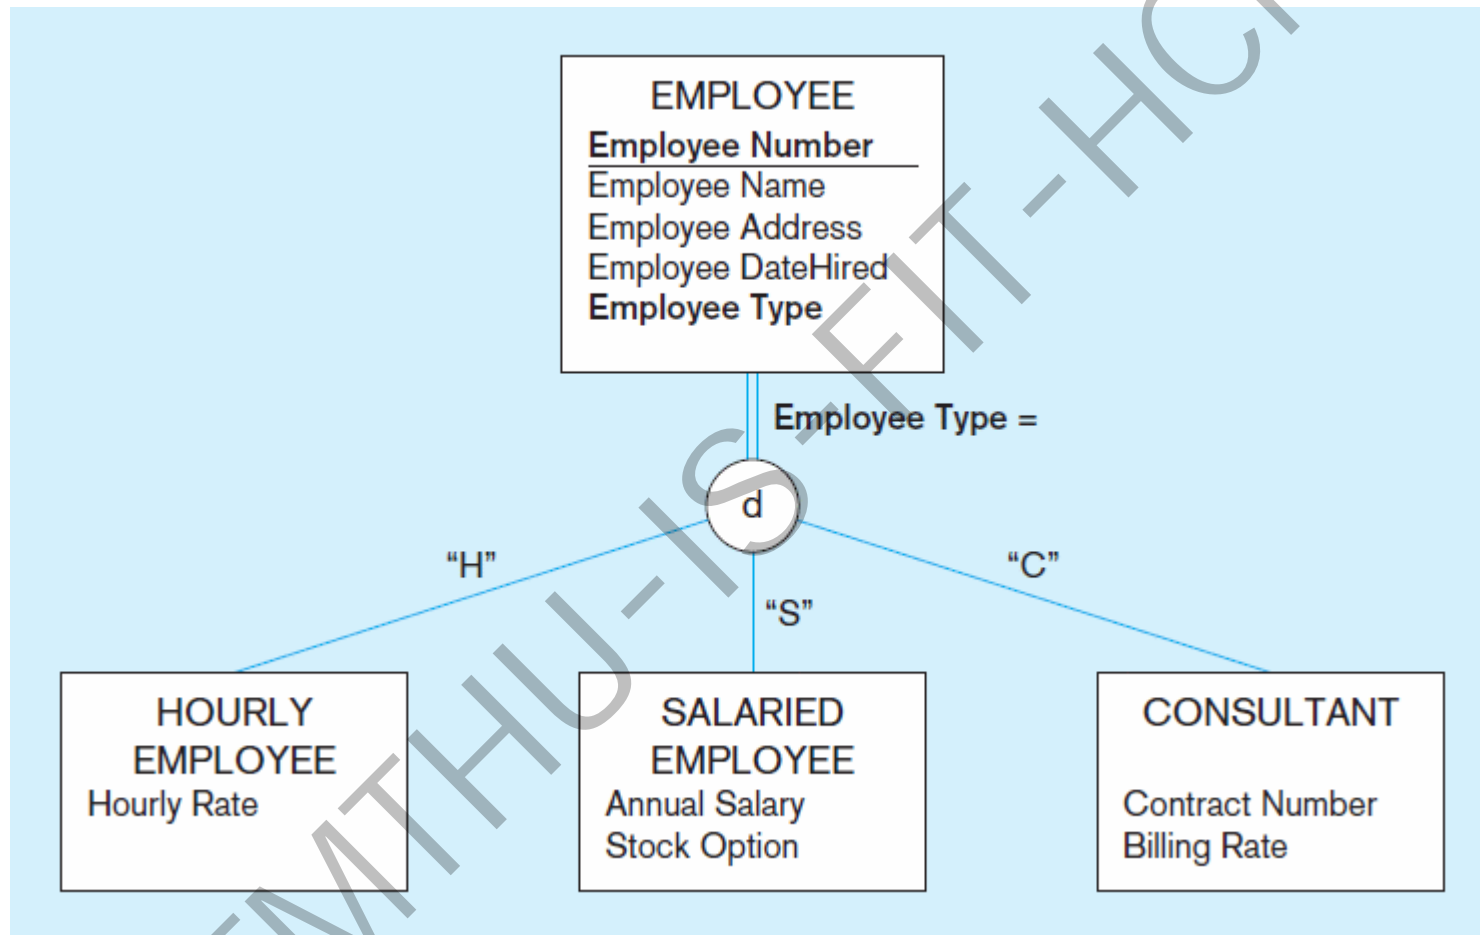 EMPLOYEE
Employee Number
Employee Name
Employee Address
Employee DateHired
Employee Type
Employee Type =
d
“H”
“S”
“C”
HOURLY
EMPLOYEE
Hourly Rate
SALARIED
EMPLOYEE
Annual Salary
Stock Option
CONSULTANT
Contract Number
Billing Rate
MTHU-IS-FIT-HC